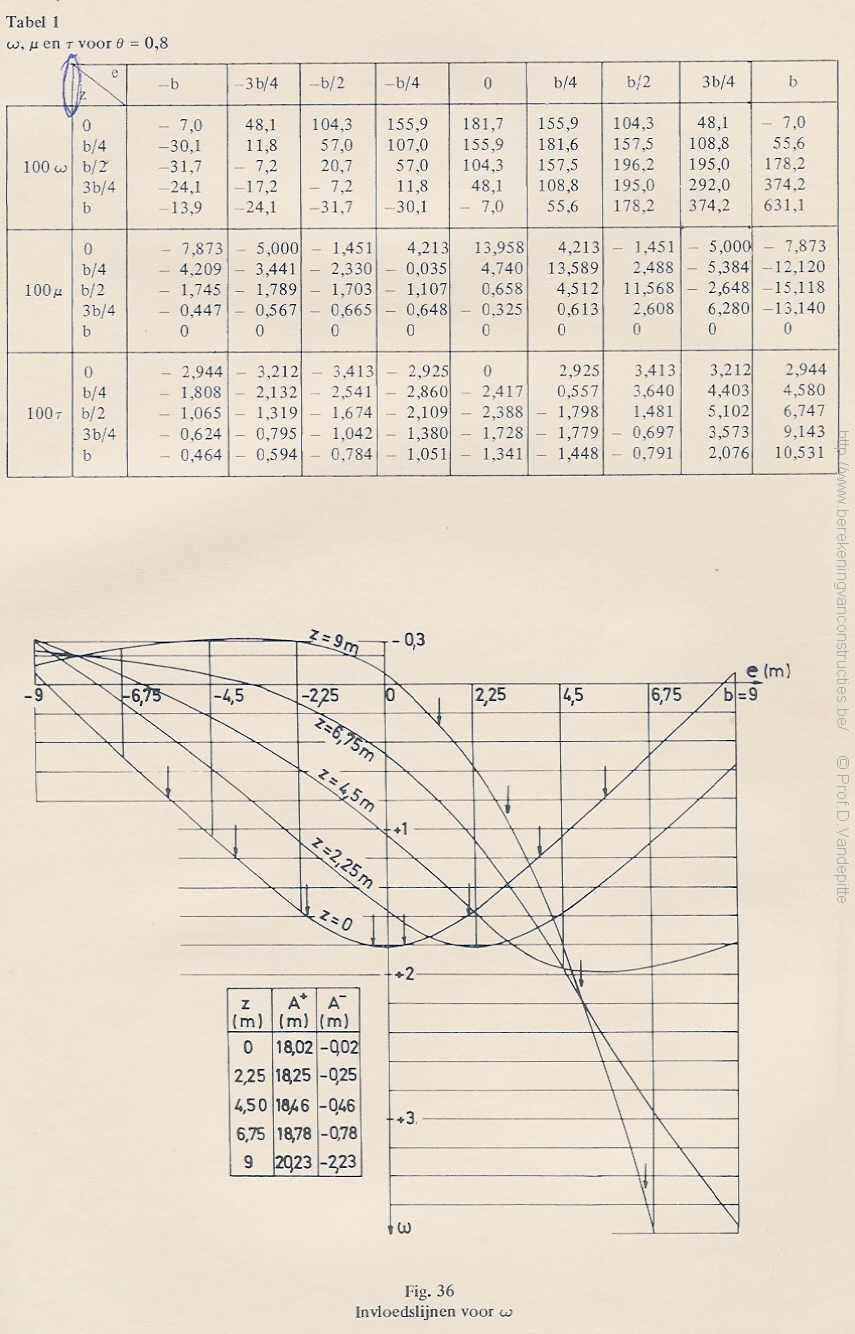 Tabel 1
ω, μ en τ voor θ = 0,8
e
z
−b −3b/4 −b/2 −b/4 0 b/4 b/2 3b/4 b
100 ω
0 − 7,0 48,1 104,3 155,9 181,7 155,9 104,3 48,1 − 7,0
b/4 −30,1 11,8 57,0 107,0 155,9 181,6 157,5 108,8 55,6
b/2 −31,7 − 7,2 20,7 57,0 104,3 157,5 196,2 195,0 178,2
3b/4 −24,1 −17,2 − 7,2 11,8 48,1 108,8 195,0 292,0 374,2
b −13,9 −24,1 −31,7 −30,1 − 7,0 55,6 178,2 374,2 631,1
100μ
0 − 7,873 − 5,000 − 1,451 4,213 13,958 4,213 − 1,451 − 5,000 − 7,873
b/4 − 4,209 − 3,441 − 2,330 − 0,035 4,740 13,589 2,488 − 5,384 −12,120
b/2 − 1,745 − 1,789 − 1,703 − 1,107 0,658 4,512 11,568 − 2,648 −15,118
3b/4 − 0,447 − 0,567 − 0,665 − 0,648 − 0,325 0,613 2,608 6,280 −13,140
b 0 0 0 0 0 0 0 0 0
100τ
0 − 2,944 − 3,212 − 3,413 − 2,925 0 2,925 3,413 3,212 2,944
b/4 − 1,808 − 2,132 − 2,541 − 2,860 − 2,417 0,557 3,640 4,403 4,580
b/2 − 1,065 − 1,319 − 1,674 − 2,109 − 2,388 − 1,798 1,481 5,102 6,747
3b/4 − 0,624 − 0,795 − 1,042 − 1,380 − 1,728 − 1,779 − 0,697 3,573 9,143
b − 0,464 − 0,594 − 0,784 − 1,051 − 1,341 − 1,448 − 0,791 2,076 10,531
http://www.berekeningvanconstructies.be/ © Prof.D.Vandepitte
z=9m
- 0,3
e (m)
-9 -6,75 -4,5 -2,25 0 2,25 4,5 6,75 b=9
z=6,75m
z=4,5m
+1
z=2,25m
z=0
+2
z (m) A⁺ (m) A⁻ (m)
0 18,02 -0,02
2,25 18,25 -0,25
4,50 18,46 -0,46
+3
6,75 18,78 -0,78
9 20,23 -2,23
ω
Fig. 36
Invloedslijnen voor ω